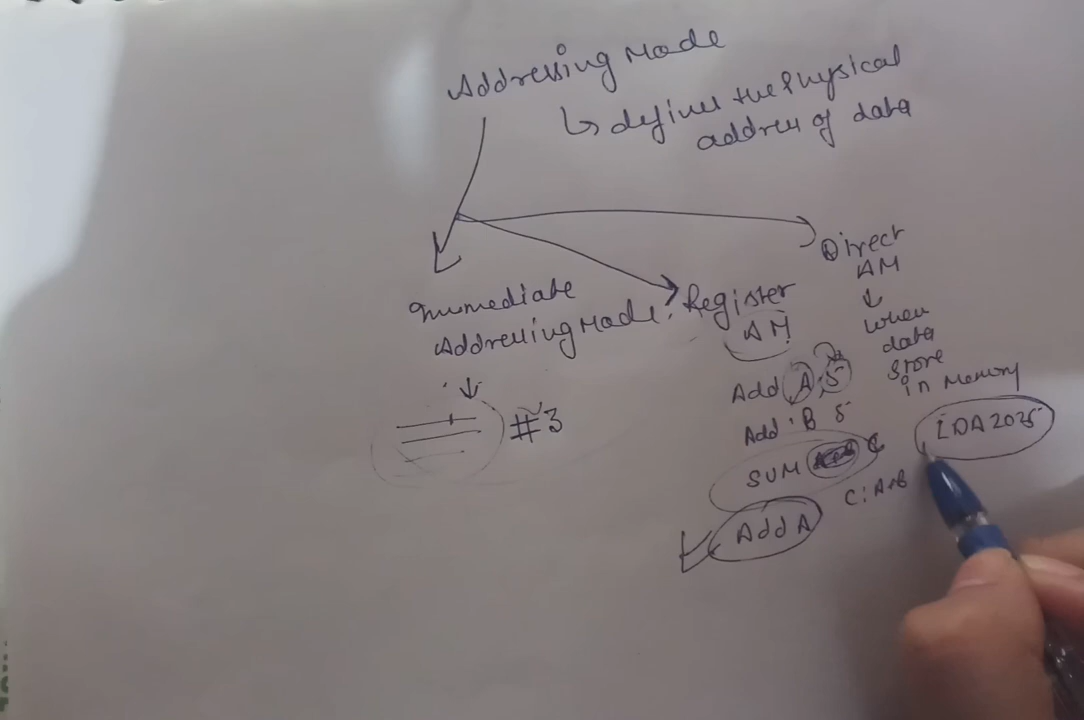 Addressing Mode
↳ defines the Physical
address of data
Immediate
Addressing Mode.
#3
Register
AM
Add A, 5
Add B 5
SUM C
C: A+B
Add A
Direct
AM
↓
when
data
store
in Memory
LDA 2025